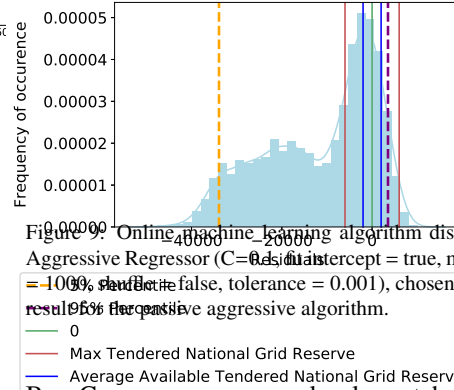 Frequency of occurence
0.00005
0.00004
0.00003
0.00002
0.00001
0.00000
−40000 −20000 0
Residuals
Figure 9: Online machine learning algorithm dis
Aggressive Regressor (C=0.1, fit intercept = true, m
= 1000, shuffle = false, tolerance = 0.001), chosen
result for the passive aggressive algorithm.
5% Percentile
95% Percentile
0
Max Tendered National Grid Reserve
Average Available Tendered National Grid Reserve